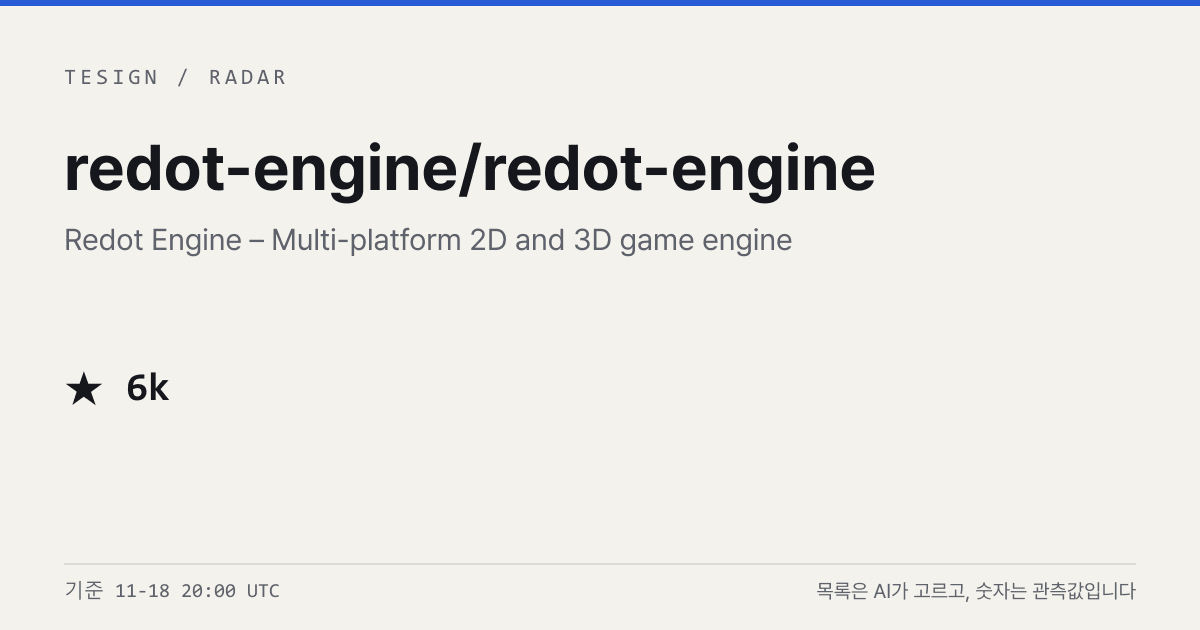 TESIGN / RADAR
redot-engine/redot-engine
Redot Engine – Multi-platform 2D and 3D game engine
★ 6k
기준 11-18 20:00 UTC
목록은 AI가 고르고, 숫자는 관측값입니다